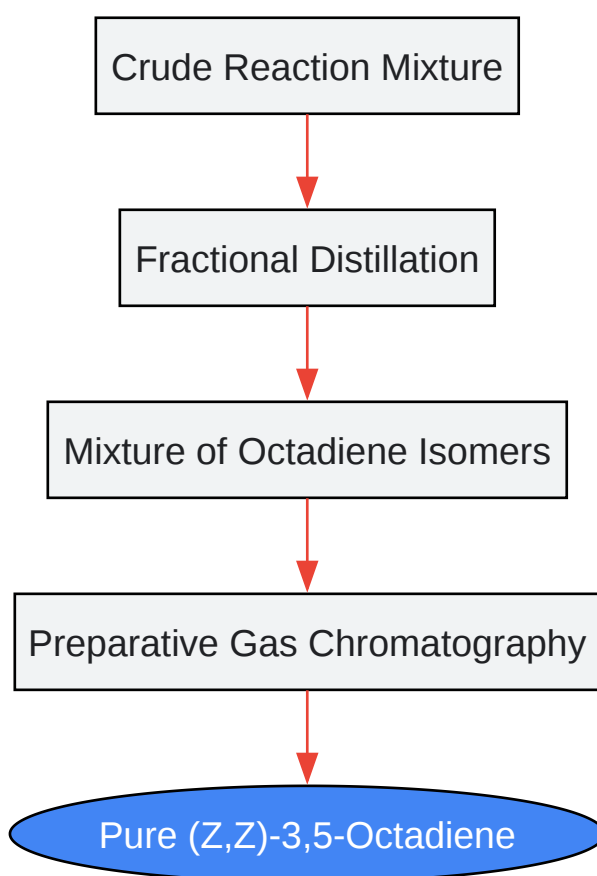 Crude Reaction Mixture
Fractional Distillation
Mixture of Octadiene Isomers
Preparative Gas Chromatography
Pure (Z,Z)-3,5-Octadiene